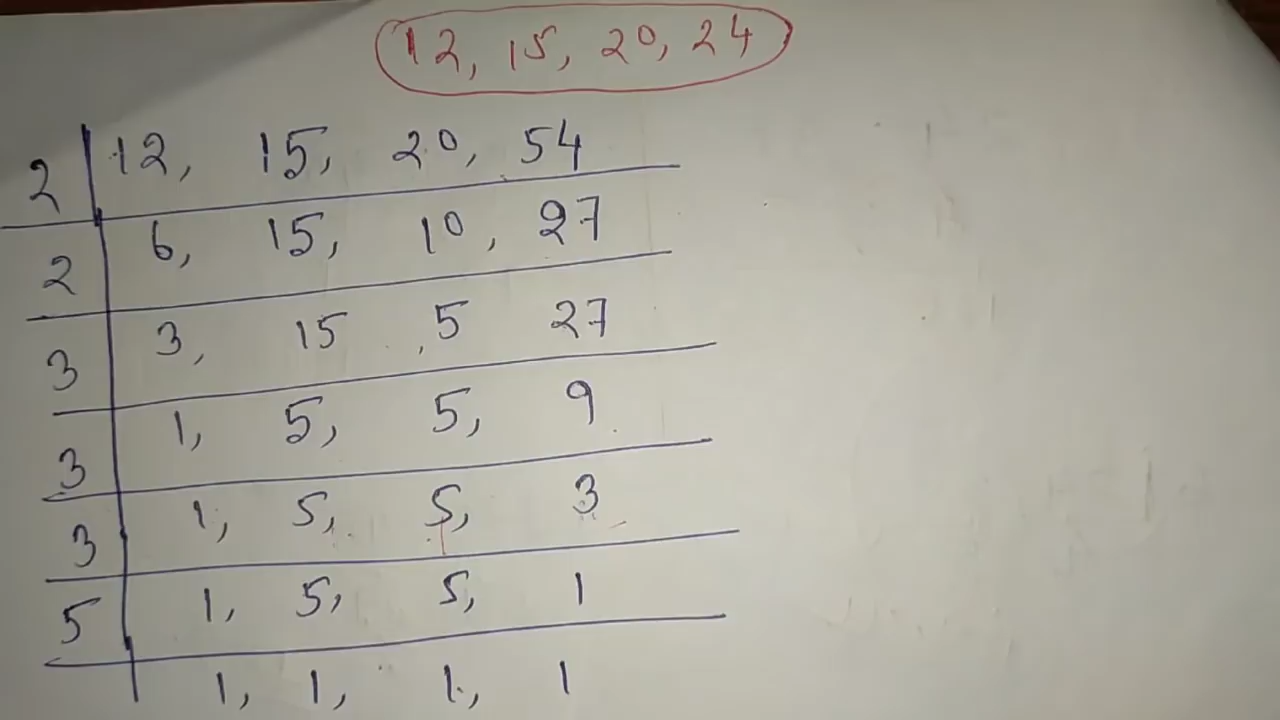 12, 15, 20, 24
2 12, 15, 20, 54
2 6, 15, 10, 27
3 3, 15, 5 27
3 1, 5, 5, 9
3 1, 5, 5, 3
5 1, 5, 5, 1
1, 1, 1, 1